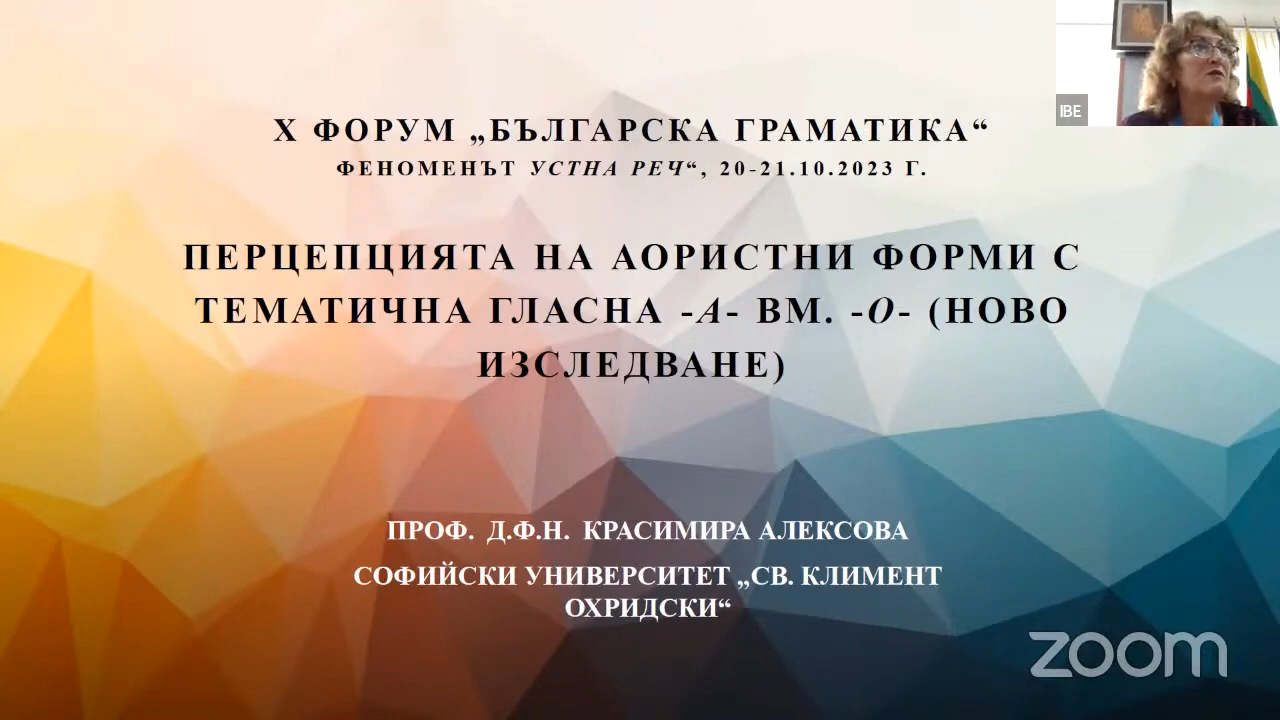 X ФОРУМ „БЪЛГАРСКА ГРАМАТИКА“
ФЕНОМЕНЪТ УСТНА РЕЧ“, 20-21.10.2023 Г.
ПЕРЦЕПЦИЯТА НА АОРИСТНИ ФОРМИ С
ТЕМАТИЧНА ГЛАСНА -А- ВМ. -О- (НОВО
ИЗСЛЕДВАНЕ)
ПРОФ. Д.Ф.Н. КРАСИМИРА АЛЕКСОВА
СОФИЙСКИ УНИВЕРСИТЕТ „СВ. КЛИМЕНТ
ОХРИДСКИ“
IBE
zoom